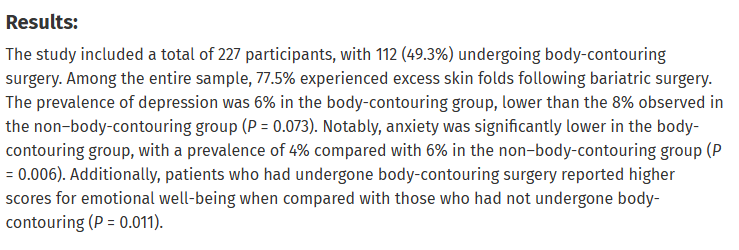 Results:
The study included a total of 227 participants, with 112 (49.3%) undergoing body-contouring
surgery. Among the entire sample, 77.5% experienced excess skin folds following bariatric surgery.
The prevalence of depression was 6% in the body-contouring group, lower than the 8% observed in
the non–body-contouring group (P = 0.073). Notably, anxiety was significantly lower in the body-
contouring group, with a prevalence of 4% compared with 6% in the non–body-contouring group (P
= 0.006). Additionally, patients who had undergone body-contouring surgery reported higher
scores for emotional well-being when compared with those who had not undergone body-
contouring (P = 0.011).